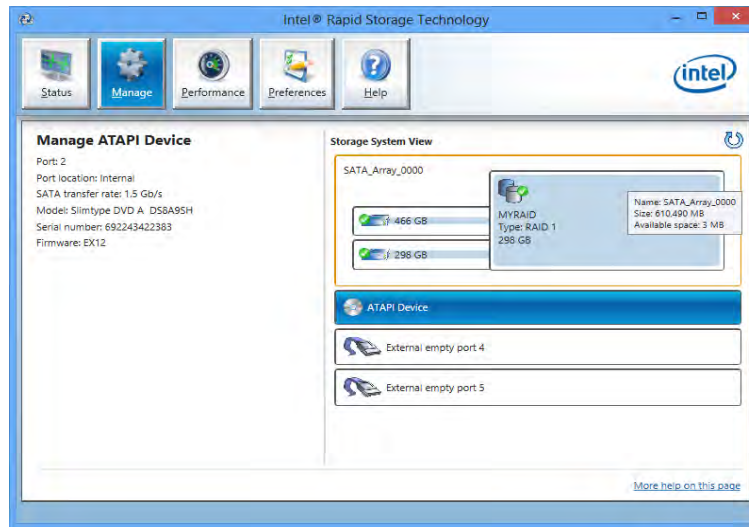 Intel® Rapid Storage Technology
Status
Manage
Performance
Preferences
Help
intel
Manage ATAPI Device
Port: 2
Port location: Internal
SATA transfer rate: 1.5 Gb/s
Model: Slimtype DVD A DS8A9SH
Serial number: 692243422383
Firmware: EX12
Storage System View
SATA_Array_0000
466 GB
298 GB
MYRAID
Type: RAID 1
298 GB
Name: SATA_Array_0000
Size: 610,490 MB
Available space: 3 MB
ATAPI Device
External empty port 4
External empty port 5
More help on this page